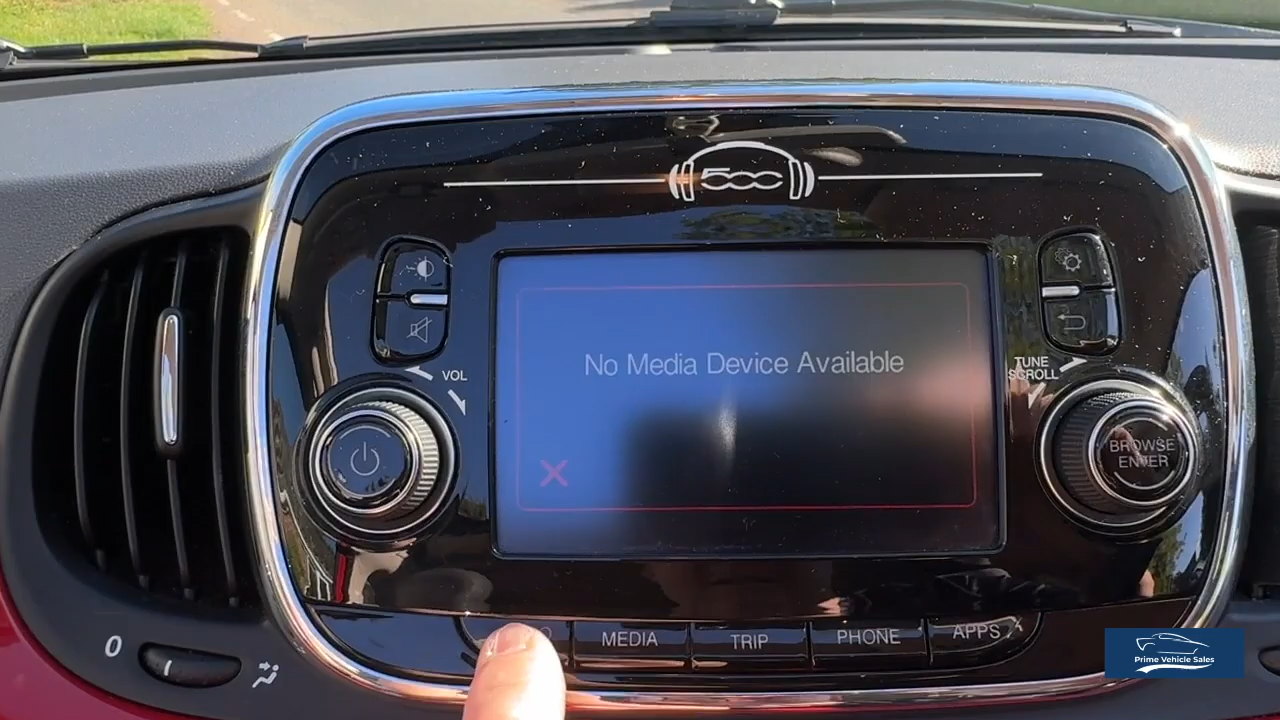 500
VOL
TUNE
SCROLL
No Media Device Available
BROWSE
ENTER
MEDIA
TRIP
PHONE
APPS
0
Prime Vehicle Sales